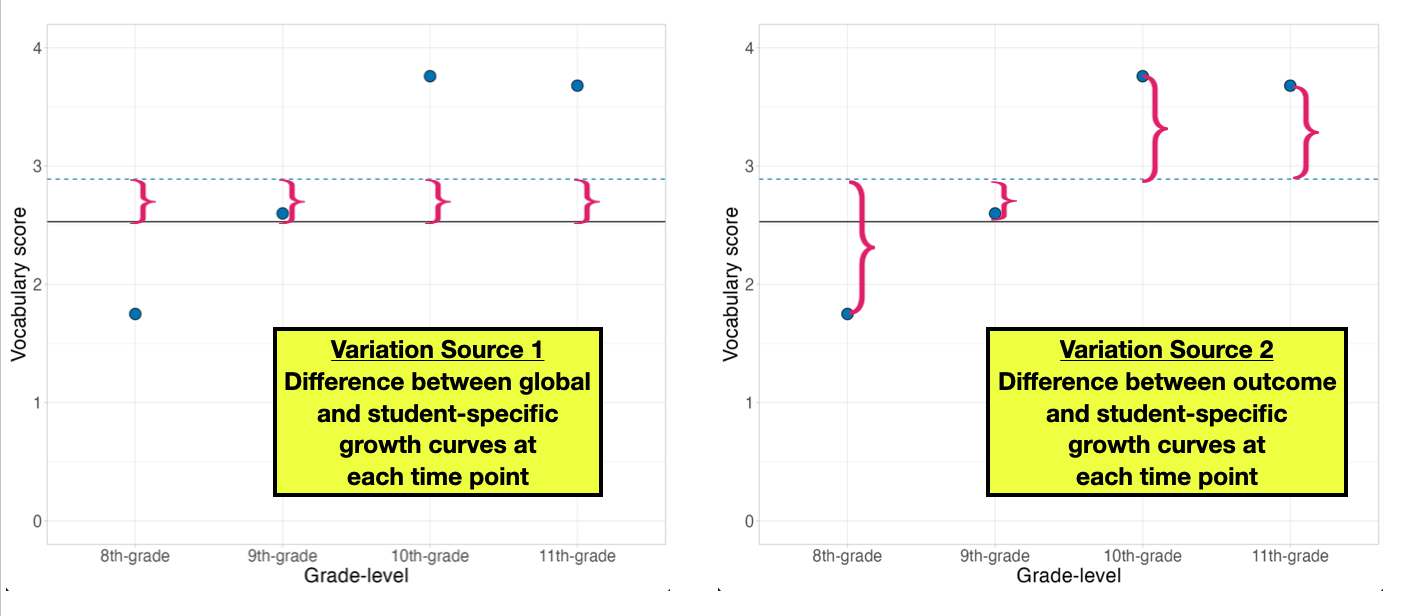 Vocabulary score
4
3
2
1
0
8th-grade 9th-grade 10th-grade 11th-grade
Grade-level
Variation Source 1
Difference between global
and student-specific
growth curves at
each time point
Vocabulary score
4
3
2
1
0
8th-grade 9th-grade 10th-grade 11th-grade
Grade-level
Variation Source 2
Difference between outcome
and student-specific
growth curves at
each time point